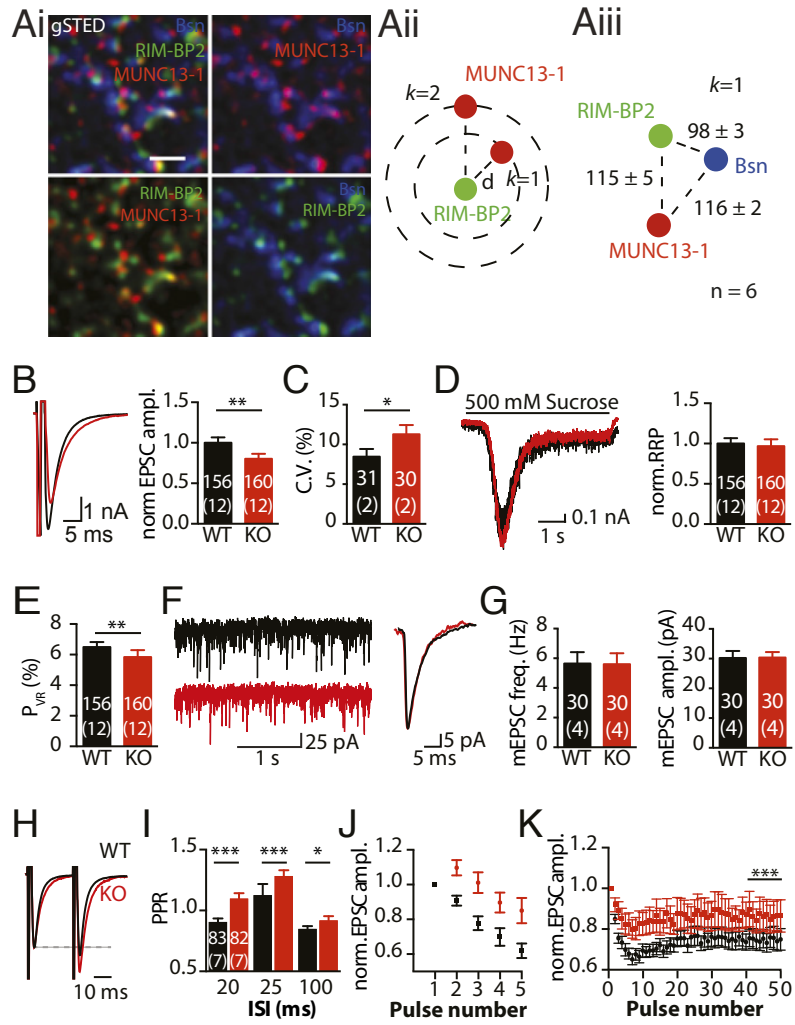 Ai
gSTED
Bsn
RIM-BP2
MUNC13-1
Bsn
MUNC13-1
RIM-BP2
MUNC13-1
Bsn
RIM-BP2
Aii
MUNC13-1
k=2
d
k=1
RIM-BP2
Aiii
k=1
RIM-BP2
98 ± 3
Bsn
115 ± 5
116 ± 2
MUNC13-1
n = 6
B
1 nA
5 ms
norm EPSC ampl.
1.5
1.0
0.5
0.0
**
156
(12)
160
(12)
WT
KO
C
C.V. (%)
15
10
5
0
*
31
(2)
30
(2)
WT
KO
D
500 mM Sucrose
0.1 nA
1 s
norm.RRP
1.5
1.0
0.5
0.0
156
(12)
160
(12)
WT
KO
E
PVR (%)
8
6
4
2
0
**
156
(12)
160
(12)
WT
KO
F
25 pA
1 s
5 pA
5 ms
G
mEPSC freq. (Hz)
8
6
4
2
0
30
(4)
30
(4)
WT
KO
mEPSC ampl.(pA)
40
30
20
10
0
30
(4)
30
(4)
WT
KO
H
WT
KO
10 ms
I
PPR
1.5
1.0
0.5
***
***
*
83
(7)
82
(7)
20
25
100
ISI (ms)
J
norm.EPSC ampl.
1.0
0.8
0.6
1 2 3 4 5
Pulse number
K
norm.EPSC ampl.
1.2
1.0
0.8
0.6
0.4
***
0 10 20 30 40 50
Pulse number